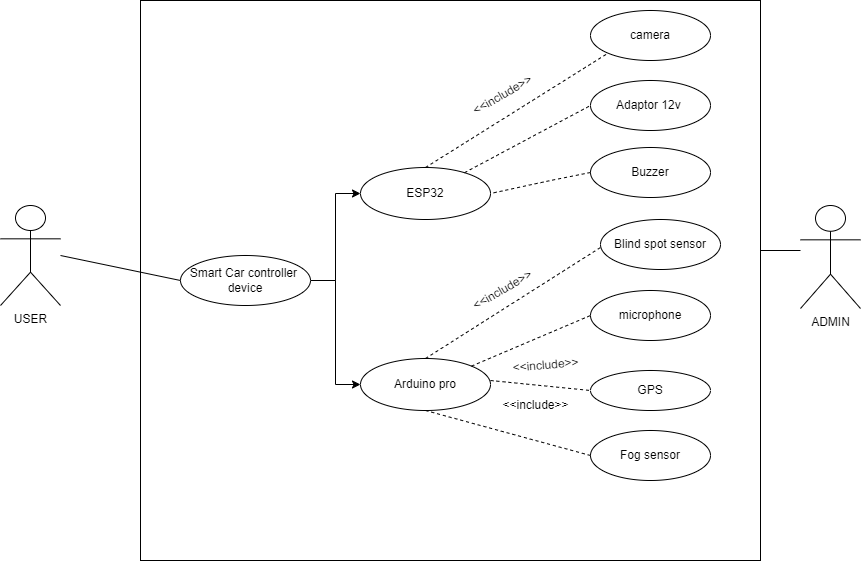 camera
<<include>>
Adaptor 12v
Buzzer
ESP32
Blind spot sensor
Smart Car controller
device
<<include>>
USER
microphone
ADMIN
<<include>>
Arduino pro
GPS
<<include>>
Fog sensor